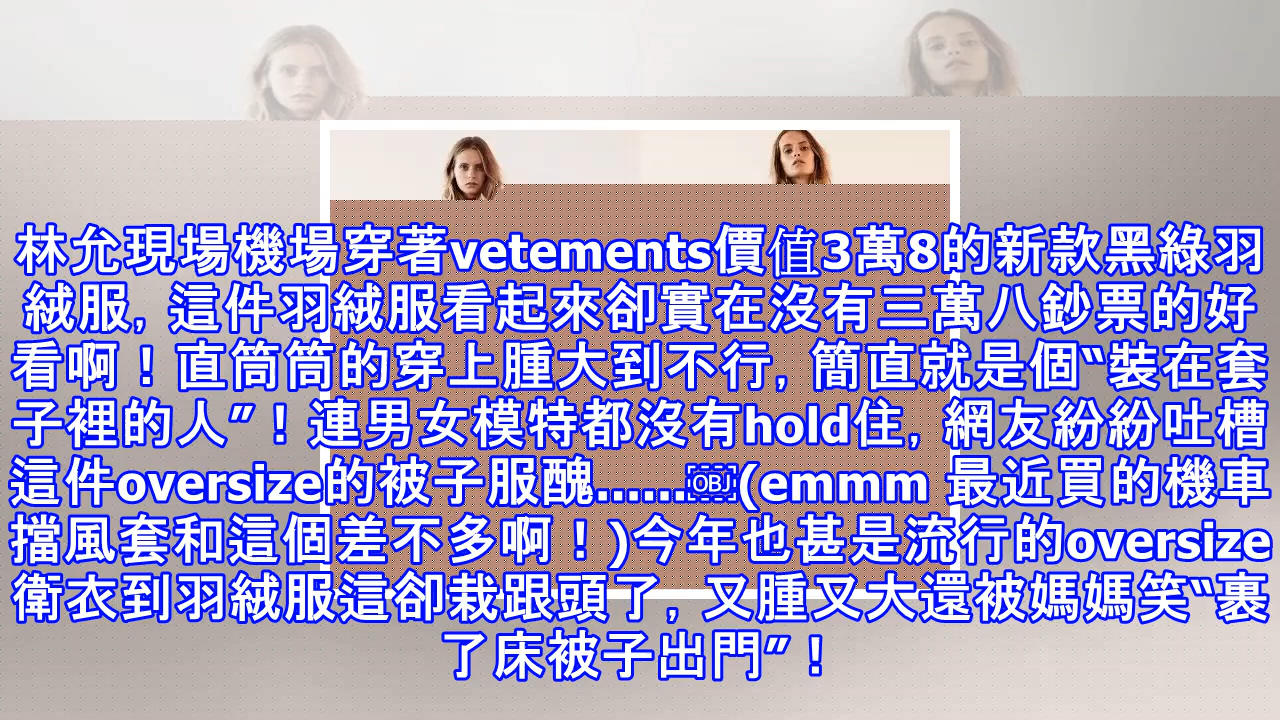 林允現場機場穿著vetements價值3萬8的新款黑綠羽
絨服, 這件羽絨服看起來卻實在沒有三萬八鈔票的好
看啊！直筒筒的穿上腫大到不行, 簡直就是個“裝在套
子裡的人”！連男女模特都沒有hold住, 網友紛紛吐槽
這件oversize的被子服醜......￼(emmm 最近買的機車
擋風套和這個差不多啊！)今年也甚是流行的oversize
衛衣到羽絨服這卻栽跟頭了, 又腫又大還被媽媽笑“裹
了床被子出門”！